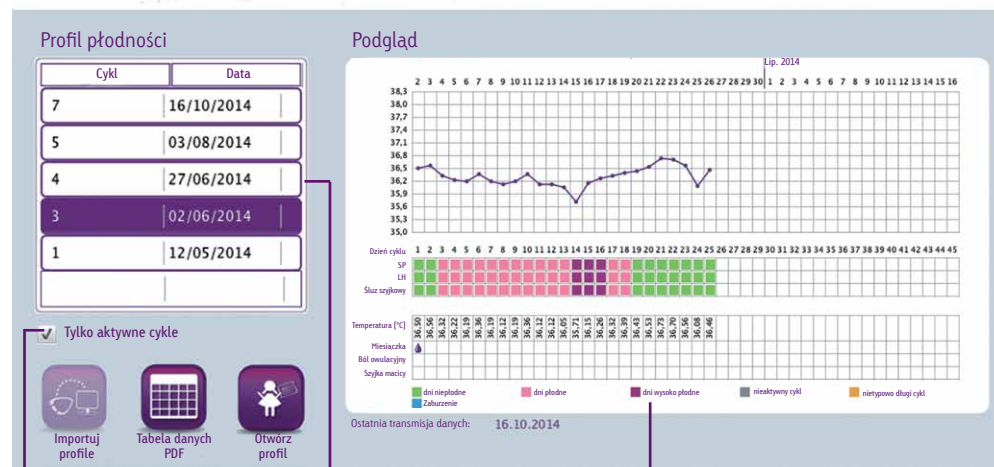 Profil płodności
Cykl Data
7 16/10/2014
5 03/08/2014
4 27/06/2014
3 02/06/2014
1 12/05/2014
Tylko aktywne cykle
Importuj profile
Tabela danych PDF
Otwórz profil
Podgląd
Lip. 2014
2 3 4 5 6 7 8 9 10 11 12 13 14 15 16 17 18 19 20 21 22 23 24 25 26 27 28 29 30 1 2 3 4 5 6 7 8 9 10 11 12 13 14 15 16
38,3
38,0
37,7
37,4
37,1
36,8
36,5
36,2
35,9
35,6
35,3
35,0
Dzień cyklu 1 2 3 4 5 6 7 8 9 10 11 12 13 14 15 16 17 18 19 20 21 22 23 24 25 26 27 28 29 30 31 32 33 34 35 36 37 38 39 40 41 42 43 44 45
SP
LH
Śluz szyjkowy
Temperatura (°C) 36,50 36,56 36,32 36,22 36,19 36,36 36,19 36,12 36,19 36,36 36,12 36,12 36,05 35,71 36,15 36,26 36,32 36,39 36,43 36,53 36,73 36,70 36,56 36,08 36,46
Miesiączka
Ból owulacyjny
Szyjka macicy
dni niepłodne dni płodne dni wysoko płodne nieaktywny cykl nietypowo długi cykl
Zaburzenie
Ostatnia transmisja danych: 16.10.2014